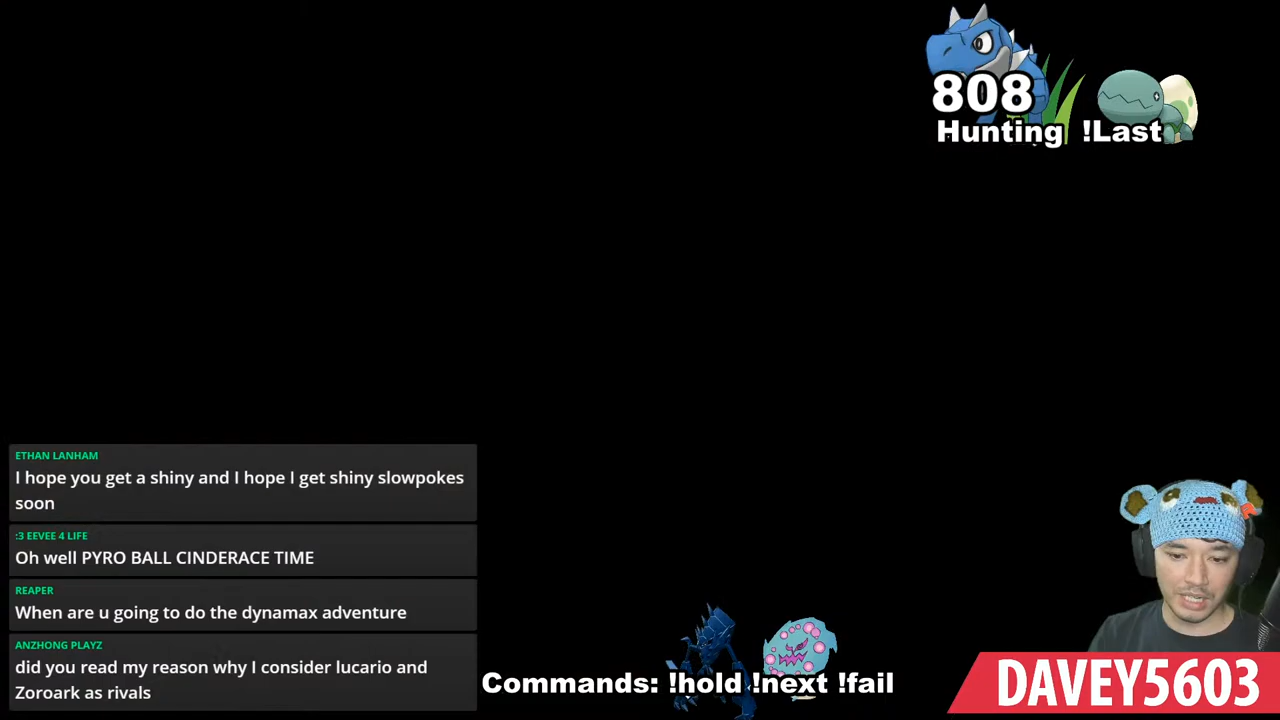 808
Hunting !Last
ETHAN LANHAM
I hope you get a shiny and I hope I get shiny slowpokes
soon
:3 EEVEE 4 LIFE
Oh well PYRO BALL CINDERACE TIME
REAPER
When are u going to do the dynamax adventure
ANZHONG PLAYZ
did you read my reason why I consider lucario and
Zoroark as rivals
Commands: !hold !next !fail
DAVEY5603